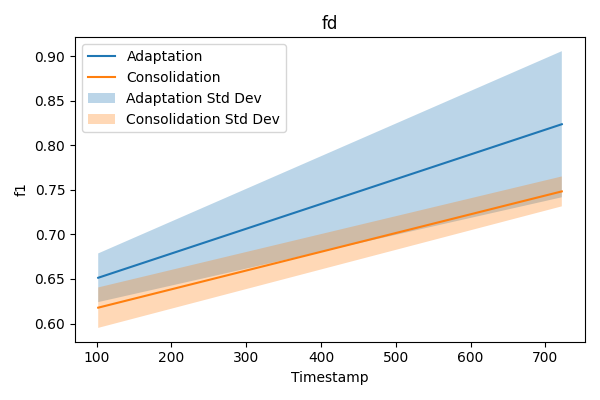 fd
Adaptation
Consolidation
Adaptation Std Dev
Consolidation Std Dev
f1
0.90
0.85
0.80
0.75
0.70
0.65
0.60
100 200 300 400 500 600 700
Timestamp